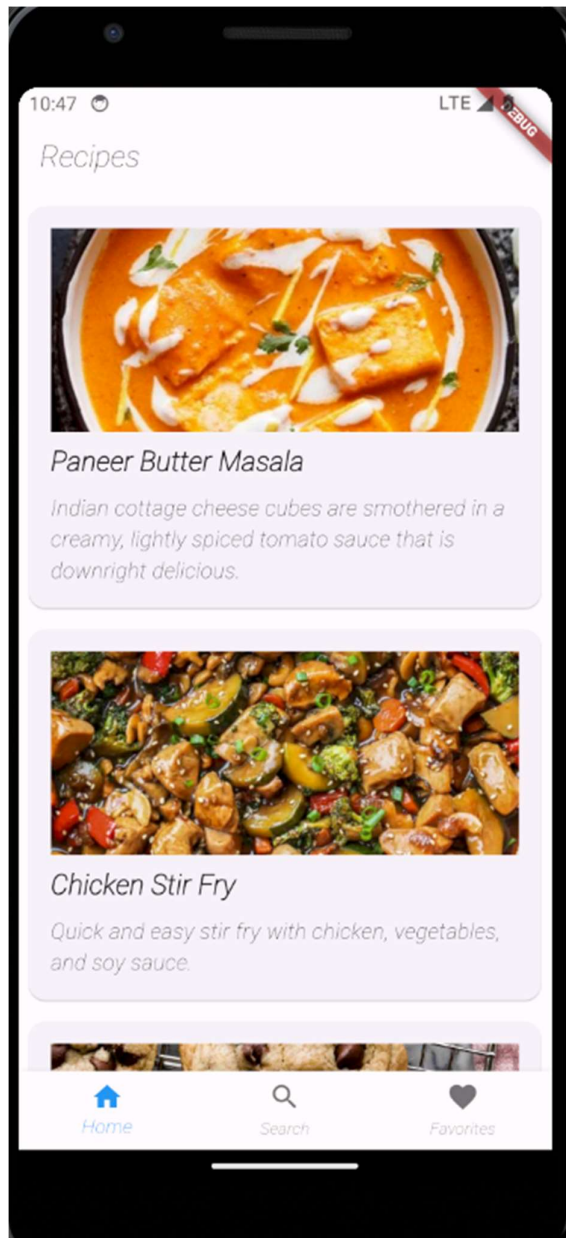 10:47
LTE
DEBUG
Recipes
Paneer Butter Masala
Indian cottage cheese cubes are smothered in a
creamy, lightly spiced tomato sauce that is
downright delicious.
Chicken Stir Fry
Quick and easy stir fry with chicken, vegetables,
and soy sauce.
Home
Search
Favorites